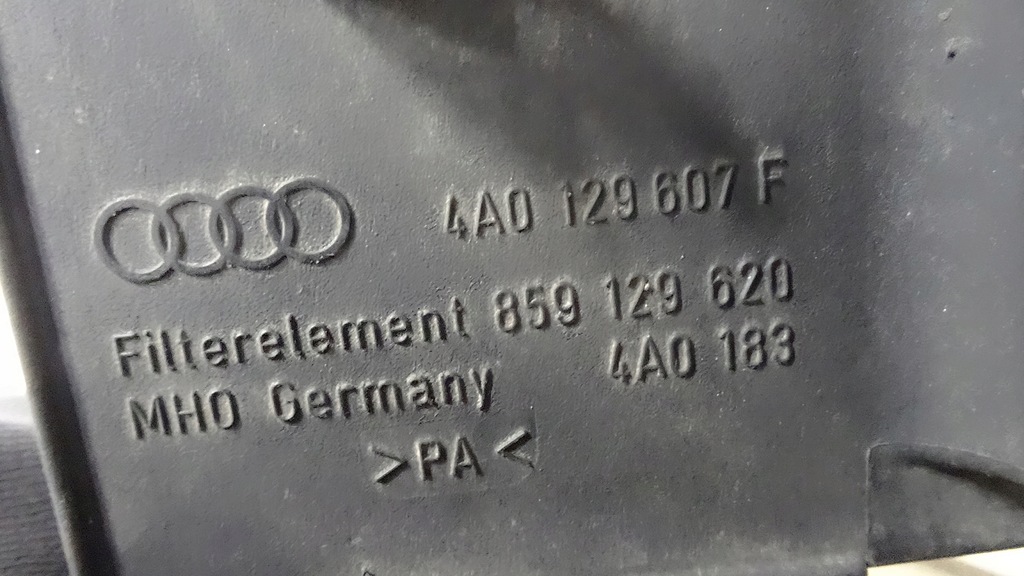 4A0 129 607 F
Filterelement 859 129 620
MHO Germany 4A0 183
>PA<